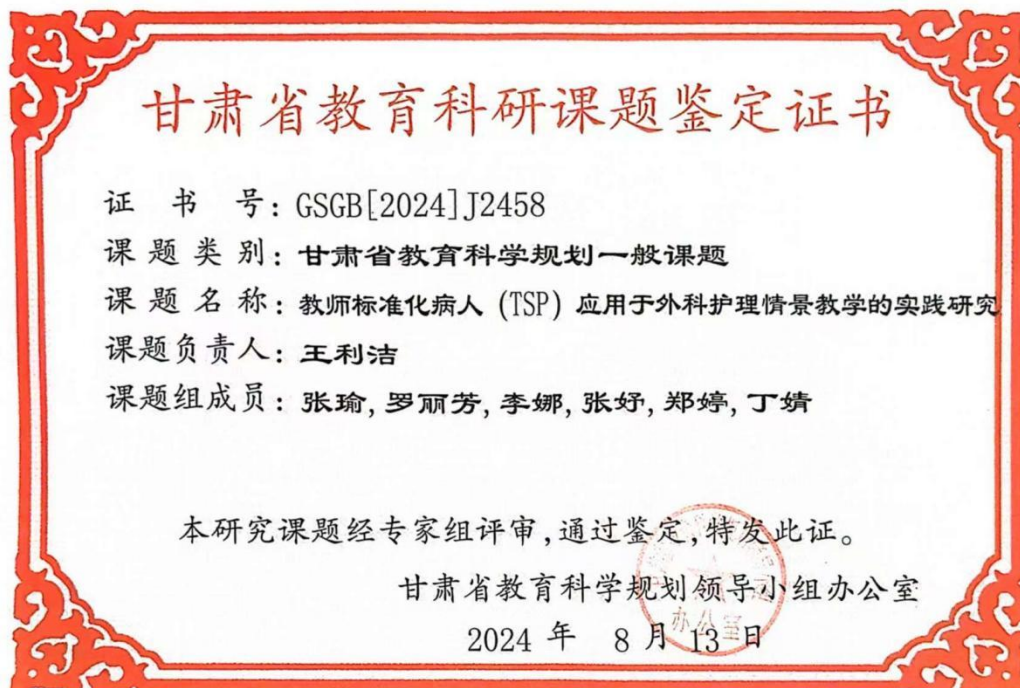 甘肃省教育科研课题鉴定证书
证书号：GSGB[2024]J2458
课题类别：甘肃省教育科学规划一般课题
课题名称：教师标准化病人 (TSP) 应用于外科护理情景教学的实践研究
课题负责人：王利洁
课题组成员：张瑜,罗丽芳,李娜,张妤,郑婷,丁婧
本研究课题经专家组评审,通过鉴定,特发此证。
甘肃省教育科学规划领导小组办公室
2024 年 8 月 13 日
办公室